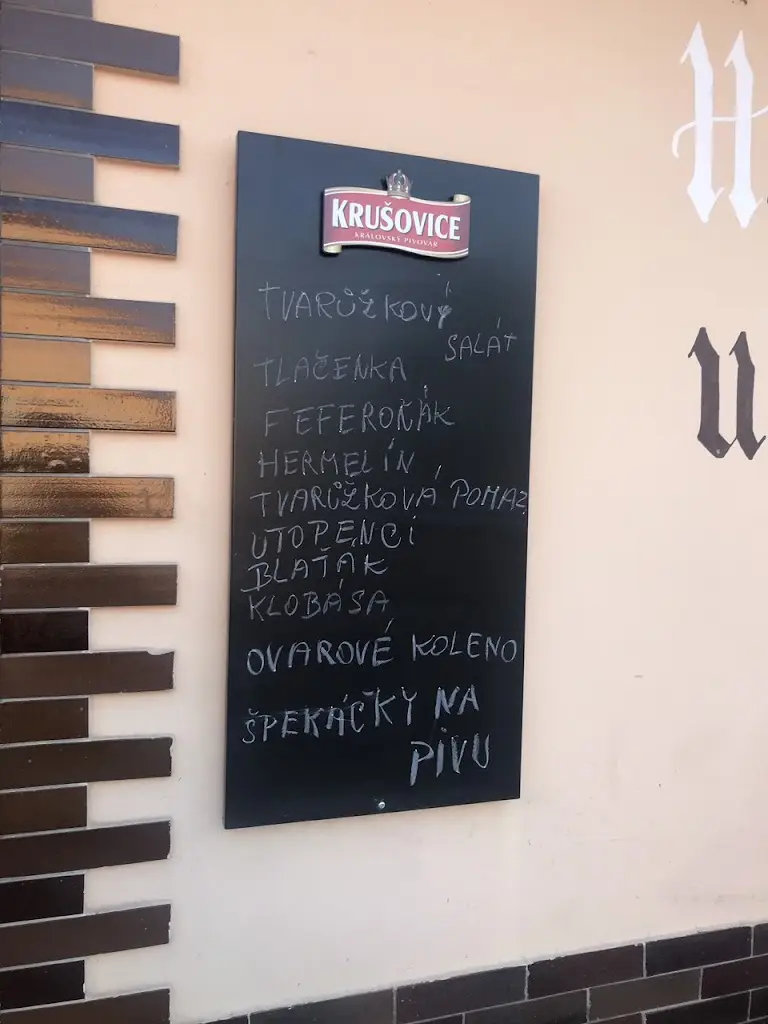 KRUŠOVICE
KRÁLOVSKÝ PIVOVAR
TVARŮŽKOVÝ
SALÁT
TLAČENKA
FEFEROŇÁK
HERMELÍN
TVARŮŽKOVÁ POMAZ
UTOPENCI
BLAŤÁK
KLOBÁSA
OVAROVÉ KOLENO
ŠPEKÁČKY NA
PIVU